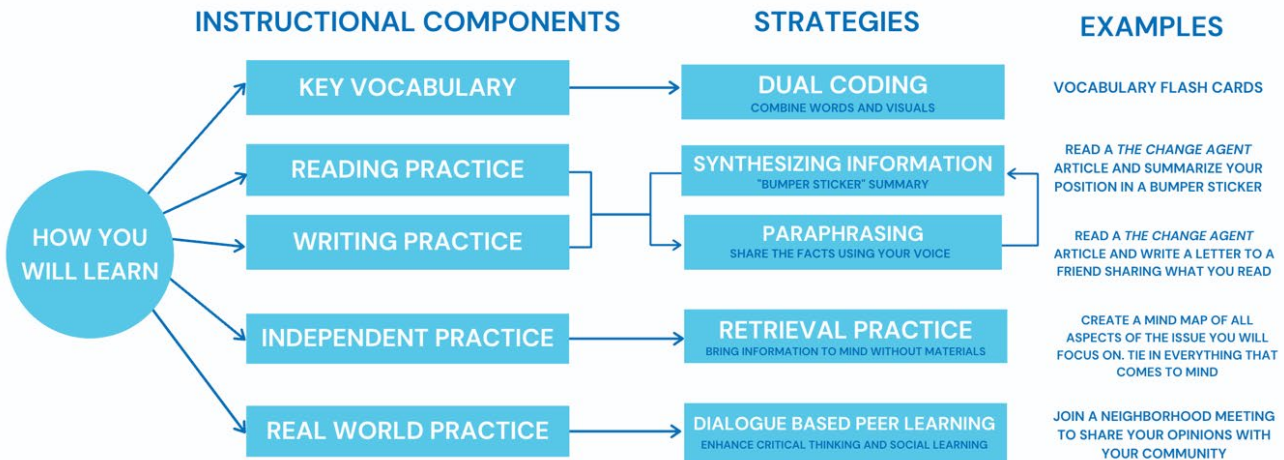 INSTRUCTIONAL COMPONENTS
STRATEGIES
EXAMPLES
HOW YOU
WILL LEARN
KEY VOCABULARY
DUAL CODING
COMBINE WORDS AND VISUALS
VOCABULARY FLASH CARDS
READING PRACTICE
SYNTHESIZING INFORMATION
"BUMPER STICKER" SUMMARY
READ A THE CHANGE AGENT
ARTICLE AND SUMMARIZE YOUR
POSITION IN A BUMPER STICKER
WRITING PRACTICE
PARAPHRASING
SHARE THE FACTS USING YOUR VOICE
READ A THE CHANGE AGENT
ARTICLE AND WRITE A LETTER TO A
FRIEND SHARING WHAT YOU READ
INDEPENDENT PRACTICE
RETRIEVAL PRACTICE
BRING INFORMATION TO MIND WITHOUT MATERIALS
CREATE A MIND MAP OF ALL
ASPECTS OF THE ISSUE YOU WILL
FOCUS ON. TIE IN EVERYTHING THAT
COMES TO MIND
REAL WORLD PRACTICE
DIALOGUE BASED PEER LEARNING
ENHANCE CRITICAL THINKING AND SOCIAL LEARNING
JOIN A NEIGHBORHOOD MEETING
TO SHARE YOUR OPINIONS WITH
YOUR COMMUNITY